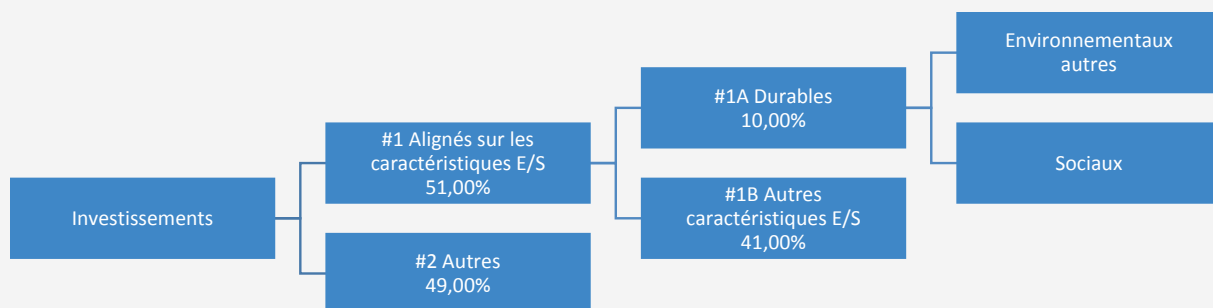 Investissements
#1 Alignés sur les
caractéristiques E/S
51,00%
#2 Autres
49,00%
#1A Durables
10,00%
#1B Autres
caractéristiques E/S
41,00%
Environnementaux
autres
Sociaux